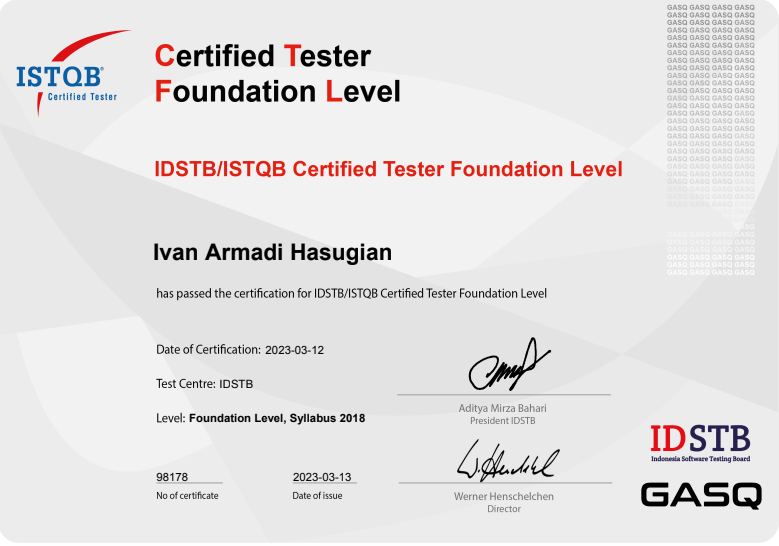 GASQ GASQ GASQ GASQ
ISTQB®
Certified Tester
Certified Tester
Foundation Level
IDSTB/ISTQB Certified Tester Foundation Level
Ivan Armadi Hasugian
has passed the certification for IDSTB/ISTQB Certified Tester Foundation Level
Date of Certification: 2023-03-12
Test Centre: IDSTB
Level: Foundation Level, Syllabus 2018
Aditya Mirza Bahari
President IDSTB
98178
No of certificate
2023-03-13
Date of issue
W. Henschel
Werner Henschelchen
Director
IDSTB
Indonesia Software Testing Board
GASQ